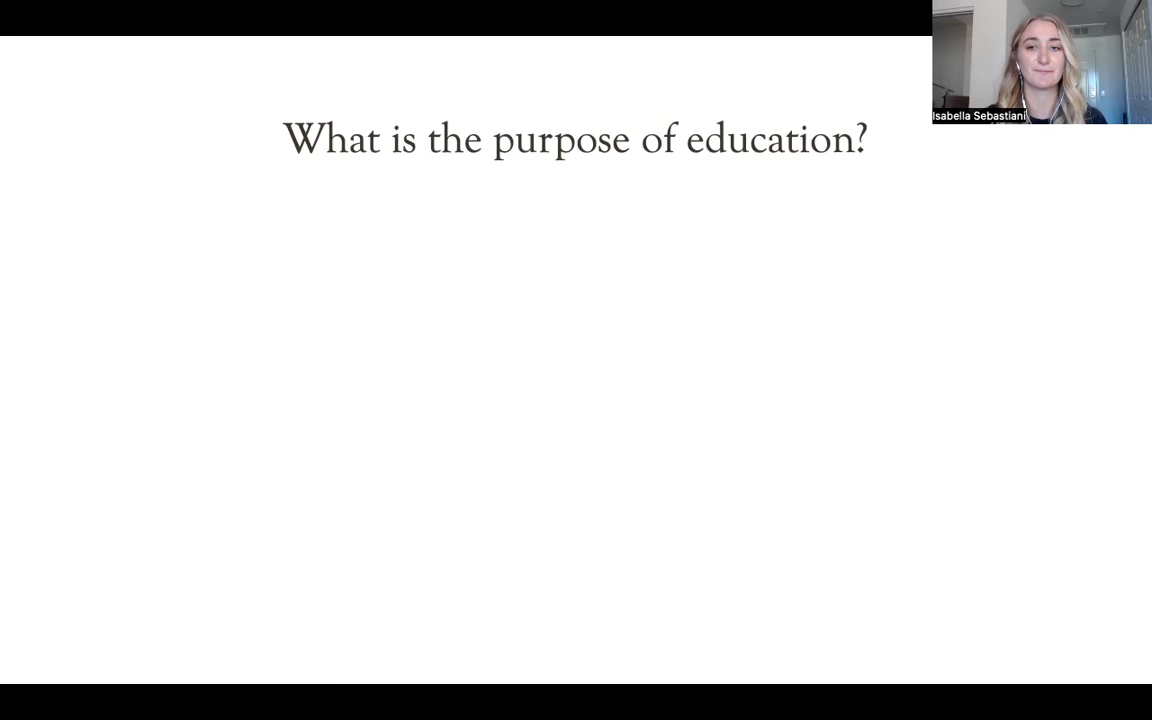 What is the purpose of education?
Isabella Sebastiani